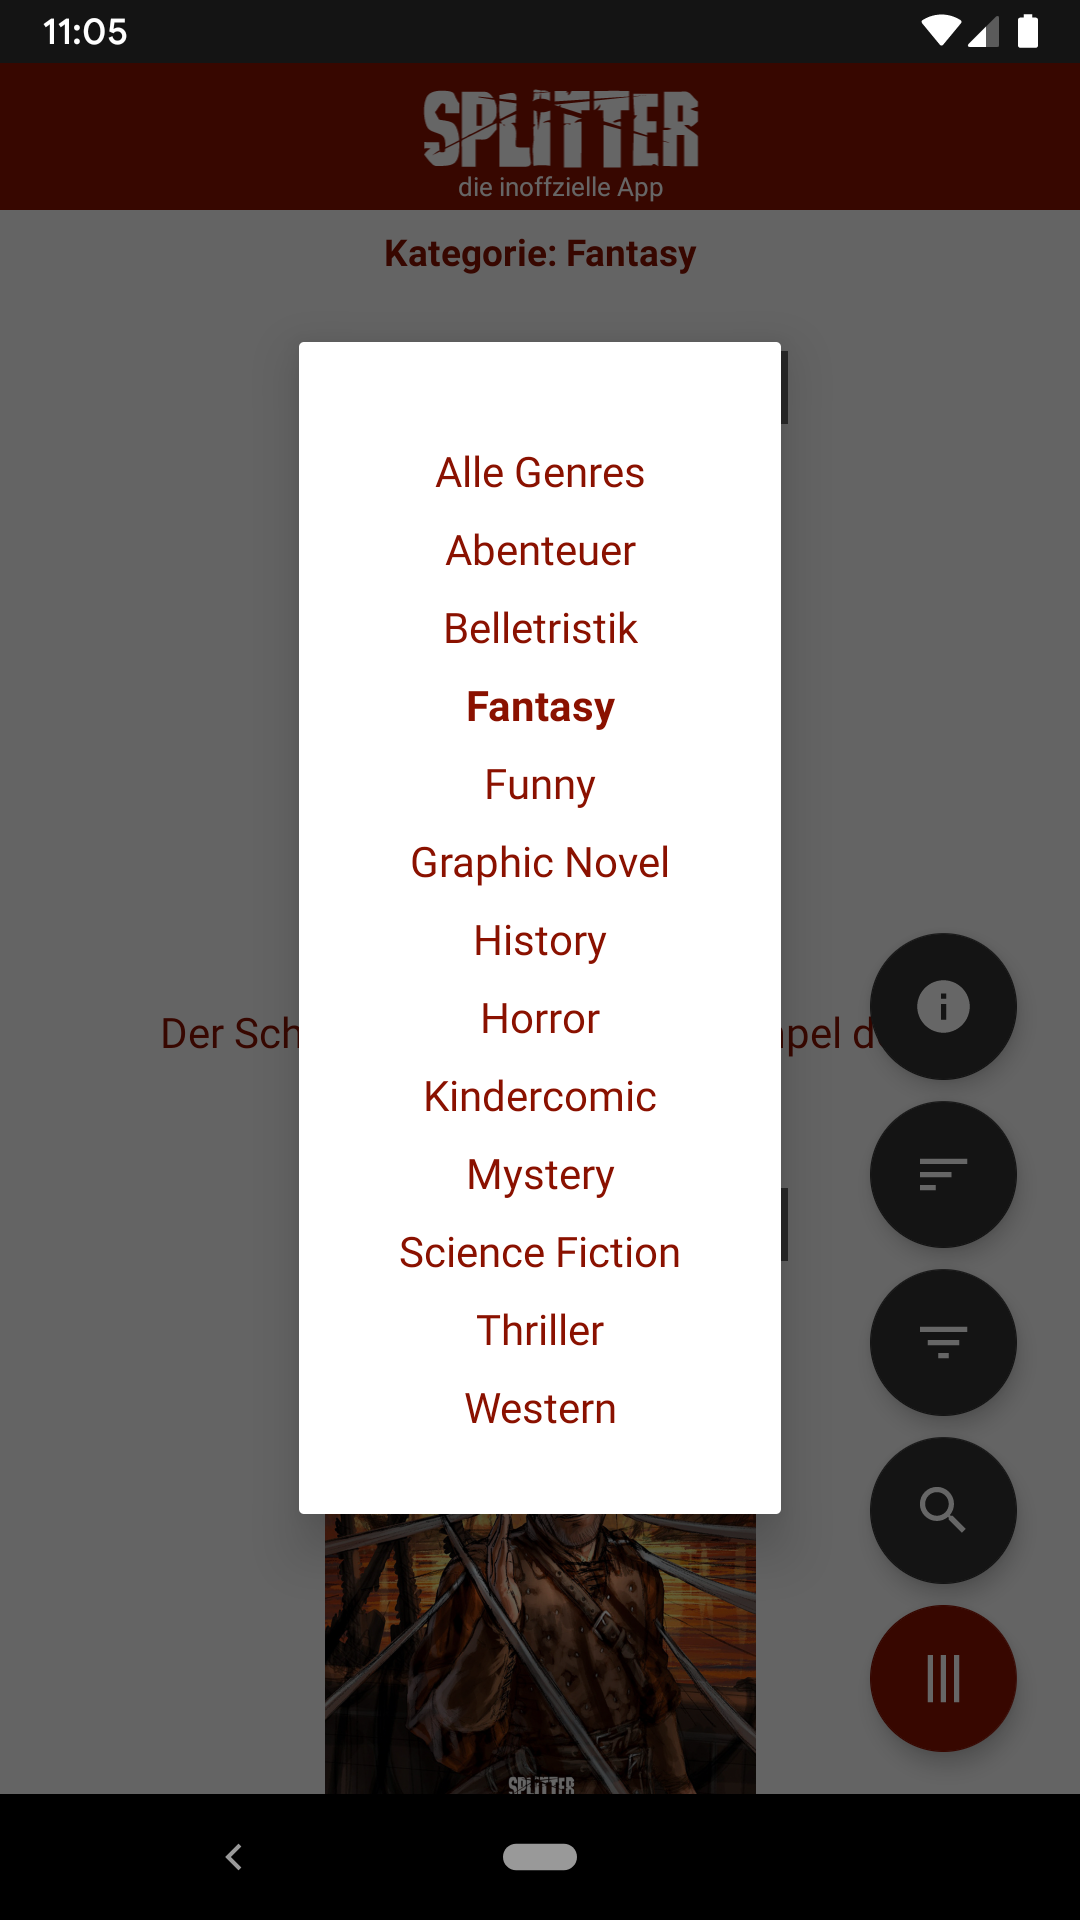 11:05
SPLITTER
die inoffzielle App
Kategorie: Fantasy
Alle Genres
Abenteuer
Belletristik
Fantasy
Funny
Graphic Novel
History
Horror
Der Sch
Kindercomic
Mystery
Science Fiction
Thriller
Western
SPLITTER